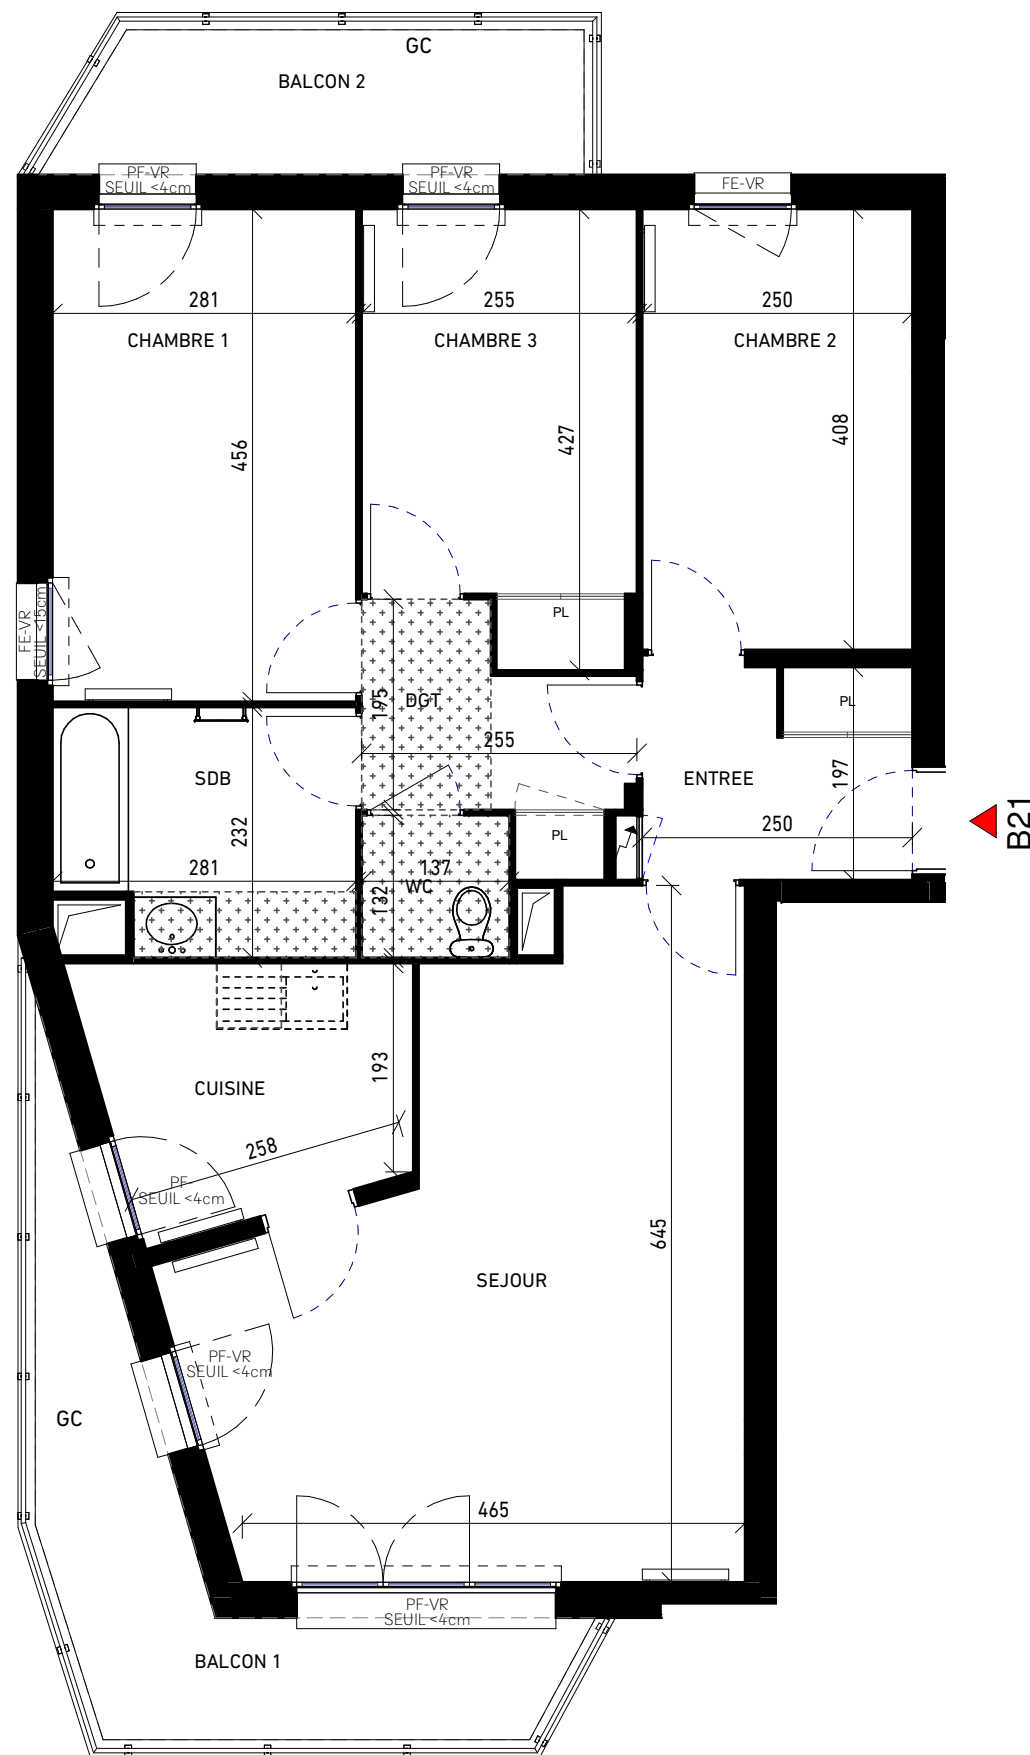 GC
BALCON 2
PF-VR
SEUIL <4cm
PF-VR
SEUIL <4cm
FE-VR
281
255
250
CHAMBRE 1
CHAMBRE 3
CHAMBRE 2
456
427
408
FE-VR
SEUIL <15cm
PL
195
DGT
PL
255
SDB
ENTREE
197
232
PL
250
B21
281
137
WC
132
193
CUISINE
258
PF-
SEUIL <4cm
645
SEJOUR
PF-VR
SEUIL <4cm
GC
465
PF-VR
SEUIL <4cm
BALCON 1